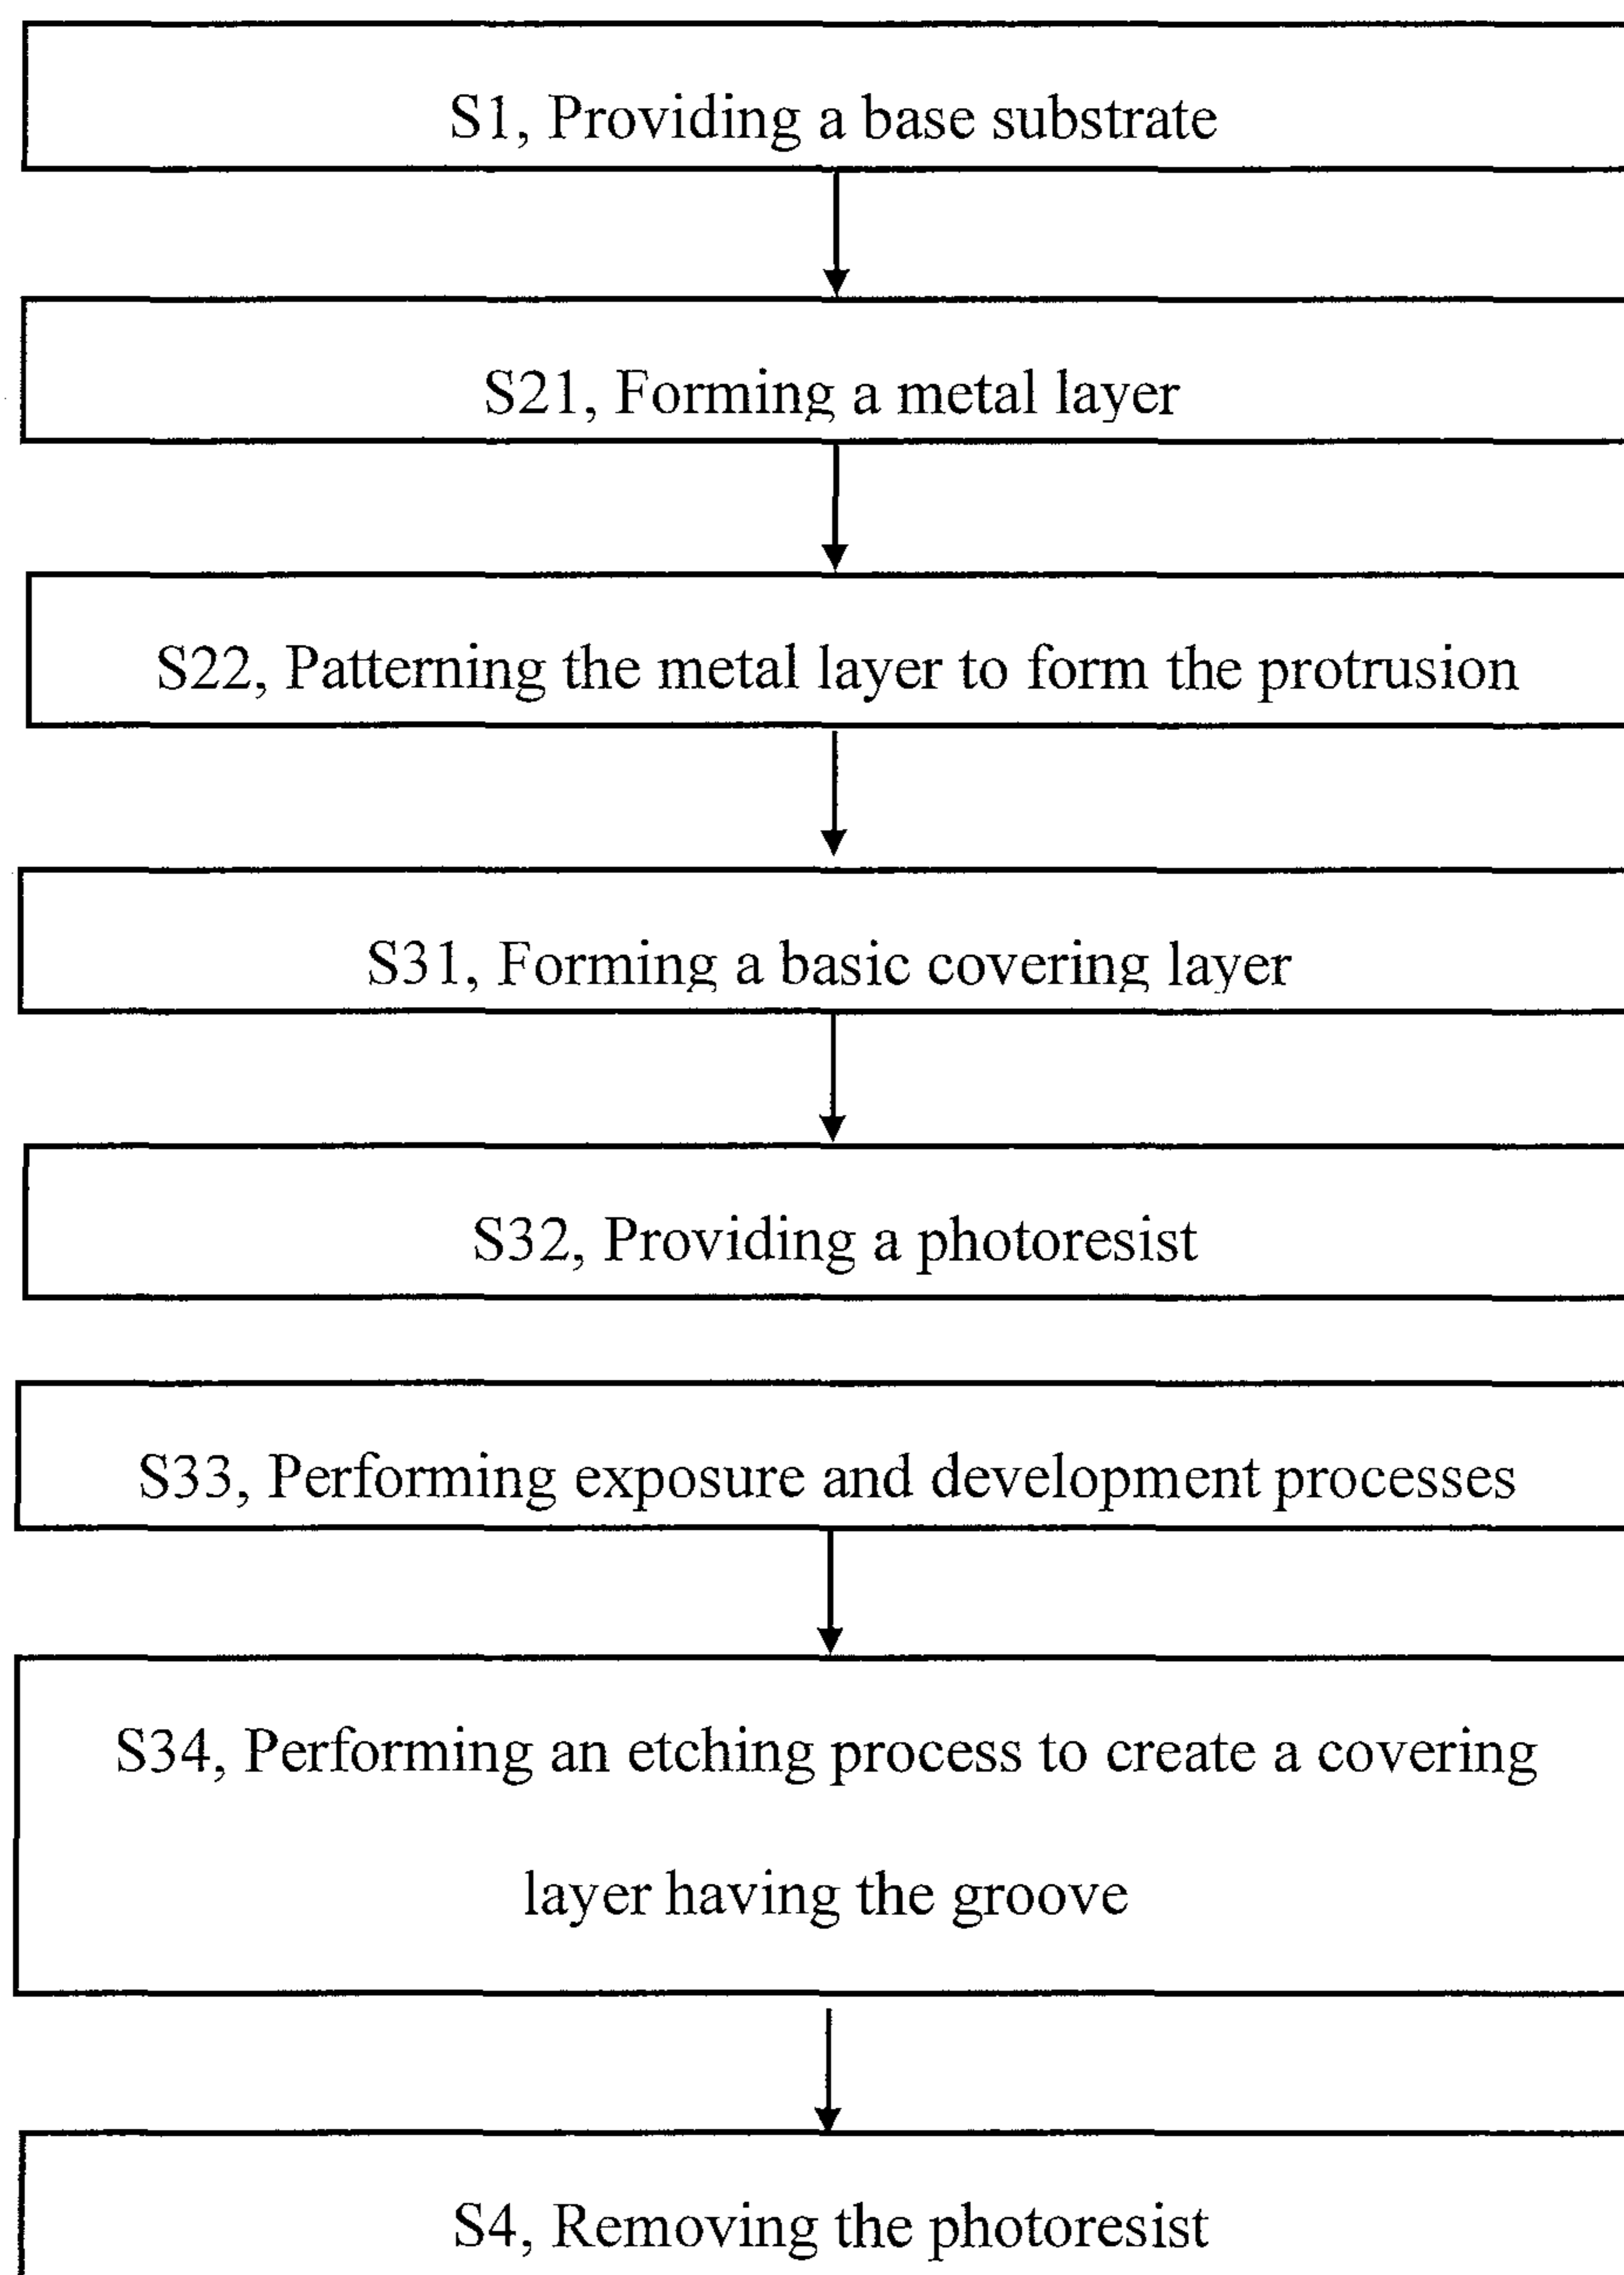 S1, Providing a base substrate
S21, Forming a metal layer
S22, Patterning the metal layer to form the protrusion
S31, Forming a basic covering layer
S32, Providing a photoresist
S33, Performing exposure and development processes
S34, Performing an etching process to create a covering
layer having the groove
S4, Removing the photoresist